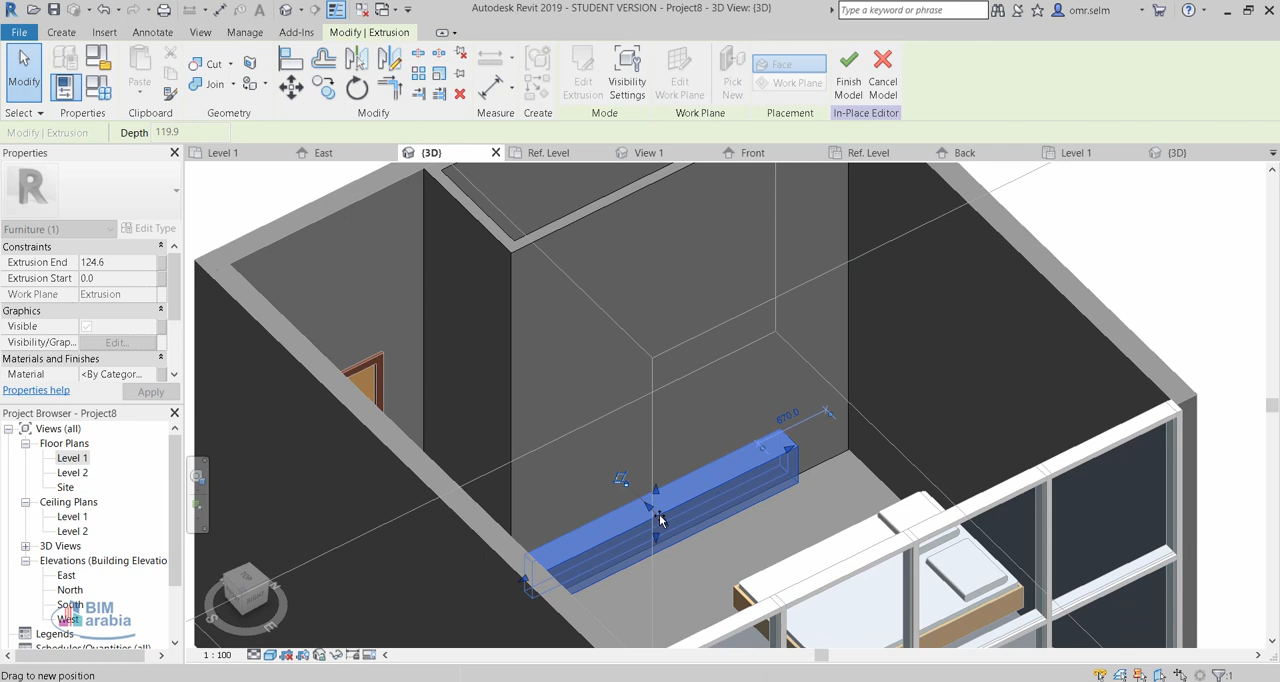 Autodesk Revit 2019 - STUDENT VERSION - Project8 - 3D View: {3D}
Type a keyword or phrase
omr.selm
File Create Insert Annotate View Manage Add-Ins Modify | Extrusion
Modify
Paste
Cut
Join
Edit Extrusion
Visibility Settings
Edit Work Plane
Pick New
Face
Work Plane
Finish Model
Cancel Model
Select Properties Clipboard Geometry Modify Measure Create Mode Work Plane Placement In-Place Editor
Modify | Extrusion Depth 119.9
Properties
Level 1 East {3D} Ref. Level View 1 Front Ref. Level Back Level 1 {3D}
Furniture (1) Edit Type
Constraints
Extrusion End 124.6
Extrusion Start 0.0
Work Plane Extrusion
Graphics
Visible
Visibility/Grap... Edit...
Materials and Finishes
Material <By Categor...
Properties help Apply
Project Browser - Project8
Views (all)
Floor Plans
Level 1
Level 2
Site
Ceiling Plans
Level 1
Level 2
3D Views
Elevations (Building Elevatio
East
North
South
West
BIM
arabia
Legends
Schedules/Quantities (all)
670.0
TOP
RIGHT
E
1 : 100
Drag to new position
:1